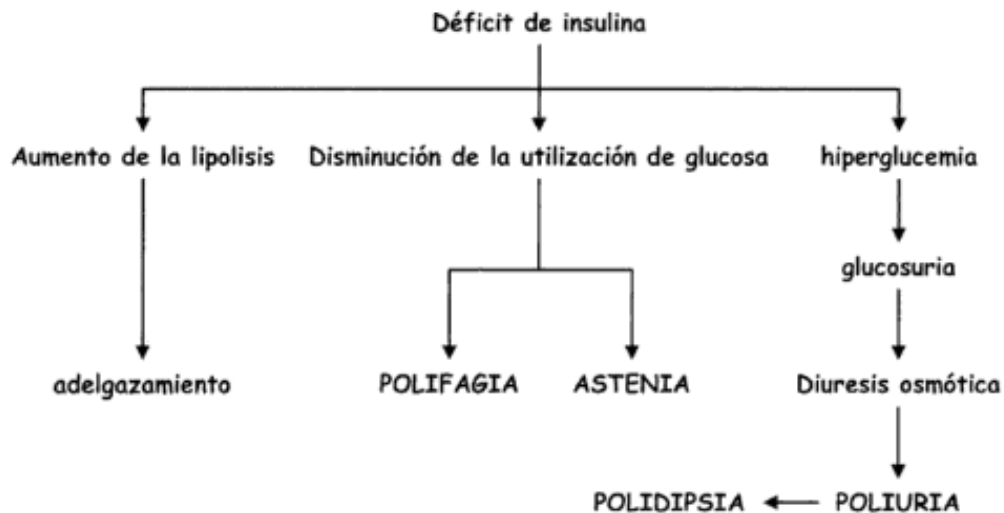 Déficit de insulina
Aumento de la lipolisis
Disminución de la utilización de glucosa
hiperglucemia
glucosuria
adelgazamiento
POLIFAGIA
ASTENIA
Diuresis osmótica
POLIDIPSIA
POLIURIA